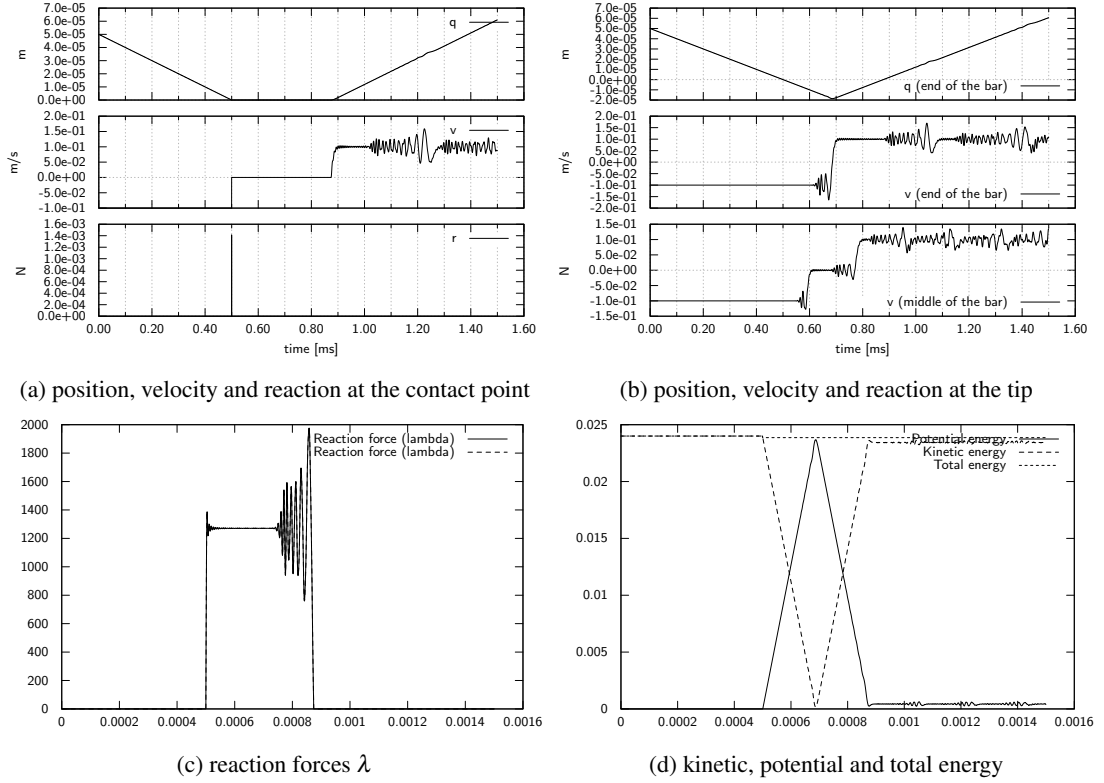 7.0e-05
6.0e-05
5.0e-05
4.0e-05
3.0e-05
2.0e-05
1.0e-05
0.0e+00
m
q
2.0e-01
1.5e-01
1.0e-01
5.0e-02
0.0e+00
-5.0e-02
-1.0e-01
m/s
v
1.6e-03
1.4e-03
1.2e-03
1.0e-03
8.0e-04
6.0e-04
4.0e-04
2.0e-04
0.0e+00
N
r
0.00 0.20 0.40 0.60 0.80 1.00 1.20 1.40 1.60
time [ms]
(a) position, velocity and reaction at the contact point
7.0e-05
6.0e-05
5.0e-05
4.0e-05
3.0e-05
2.0e-05
1.0e-05
0.0e+00
-1.0e-05
-2.0e-05
m
q (end of the bar)
2.0e-01
1.5e-01
1.0e-01
5.0e-02
0.0e+00
-5.0e-02
-1.0e-01
-1.5e-01
-2.0e-01
m/s
v (end of the bar)
1.5e-01
1.0e-01
5.0e-02
0.0e+00
-5.0e-02
-1.0e-01
-1.5e-01
N
v (middle of the bar)
0.00 0.20 0.40 0.60 0.80 1.00 1.20 1.40 1.60
time [ms]
(b) position, velocity and reaction at the tip
2000
1800
1600
1400
1200
1000
800
600
400
200
0
Reaction force (lambda)
Reaction force (lambda)
0 0.0002 0.0004 0.0006 0.0008 0.001 0.0012 0.0014 0.0016
(c) reaction forces λ
0.025
0.02
0.015
0.01
0.005
0
Potential energy
Kinetic energy
Total energy
0 0.0002 0.0004 0.0006 0.0008 0.001 0.0012 0.0014 0.0016
(d) kinetic, potential and total energy